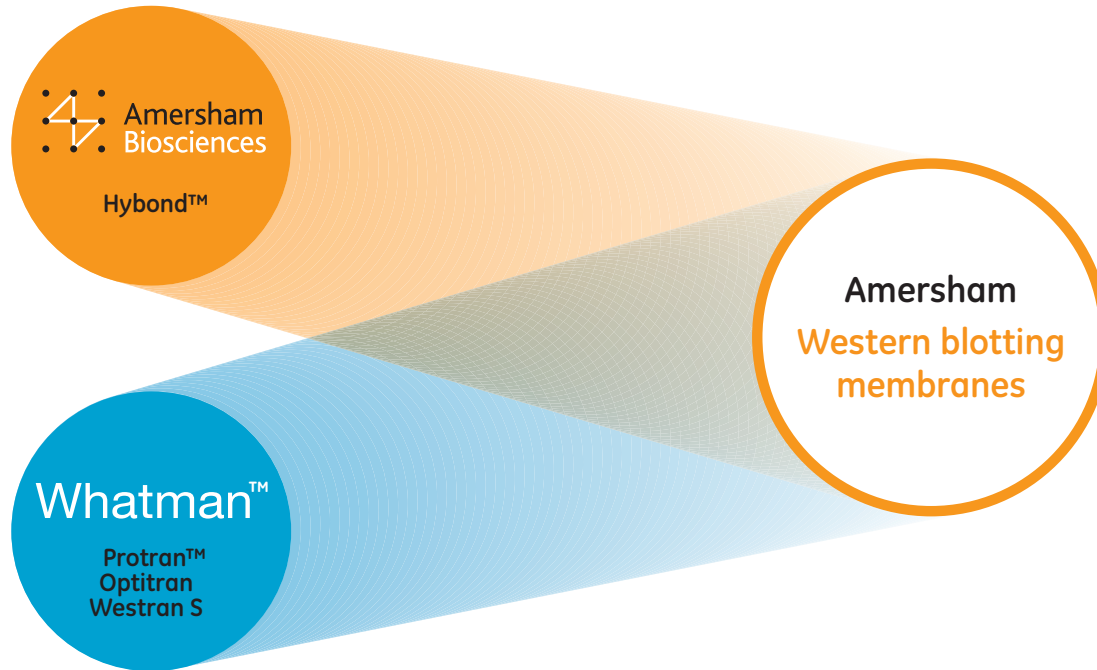 Amersham
Biosciences
Hybond™
Whatman™
Protran™
Optitran
Westran S
Amersham
Western blotting
membranes